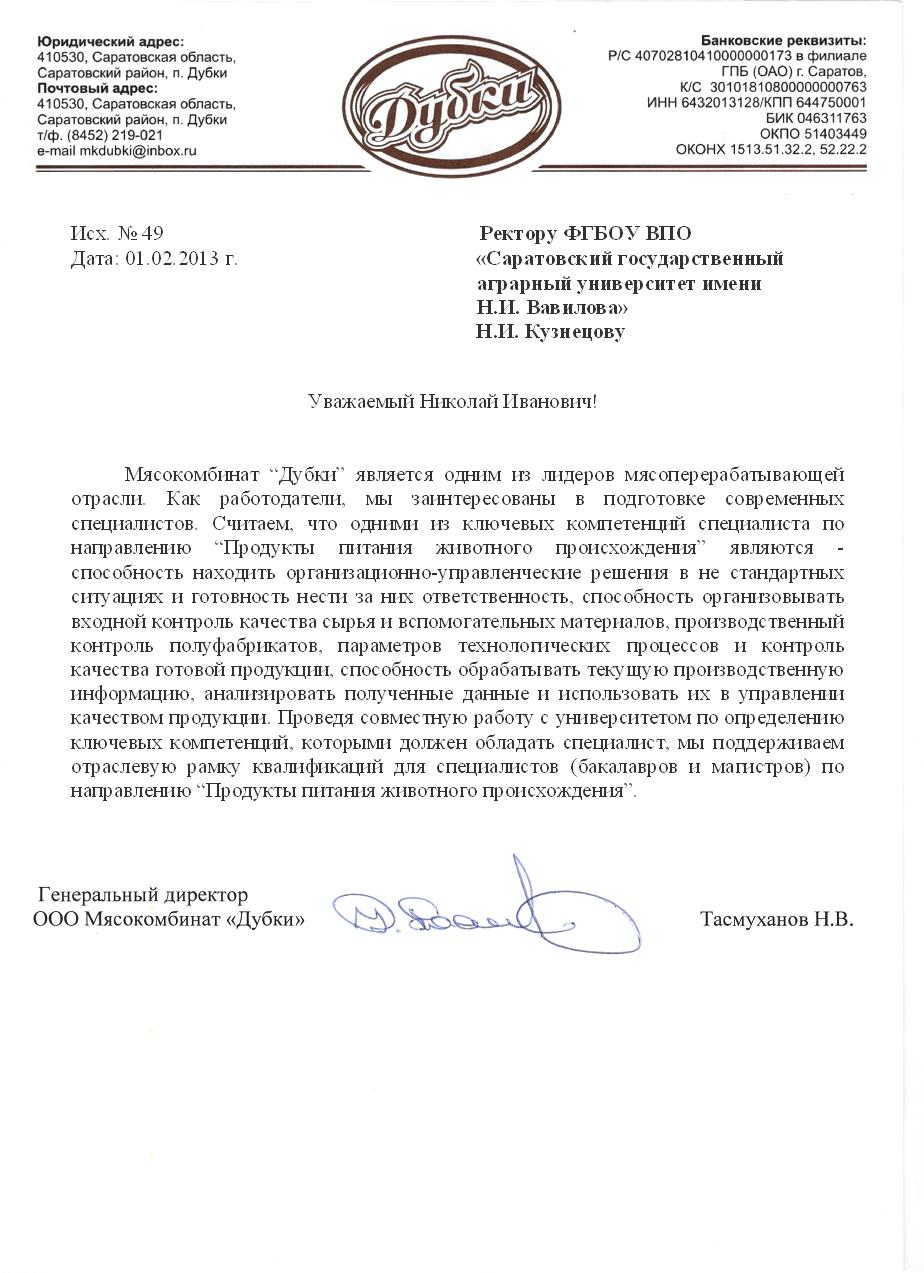 Юридический адрес:
410530, Саратовская область,
Саратовский район, п. Дубки
Почтовый адрес:
410530, Саратовская область,
Саратовский район, п. Дубки
т/ф. (8452) 219-021
e-mail mkdubki@inbox.ru
Дубки
Банковские реквизиты:
Р/С 40702810410000000173 в филиале
ГПБ (ОАО) г. Саратов,
К/С 30101810800000000763
ИНН 6432013128/КПП 644750001
БИК 046311763
ОКПО 51403449
ОКОНХ 1513.51.32.2, 52.22.2
Исх. № 49
Дата: 01.02.2013 г.
Ректору ФГБОУ ВПО
«Саратовский государственный
аграрный университет имени
Н.И. Вавилова»
Н.И. Кузнецову
Уважаемый Николай Иванович!
Мясокомбинат “Дубки” является одним из лидеров мясоперерабатывающей
отрасли. Как работодатели, мы заинтересованы в подготовке современных
специалистов. Считаем, что одними из ключевых компетенций специалиста по
направлению “Продукты питания животного происхождения” являются -
способность находить организационно-управленческие решения в не стандартных
ситуациях и готовность нести за них ответственность, способность организовывать
входной контроль качества сырья и вспомогательных материалов, производственный
контроль полуфабрикатов, параметров технологических процессов и контроль
качества готовой продукции, способность обрабатывать текущую производственную
информацию, анализировать полученные данные и использовать их в управлении
качеством продукции. Проведя совместную работу с университетом по определению
ключевых компетенций, которыми должен обладать специалист, мы поддерживаем
отраслевую рамку квалификаций для специалистов (бакалавров и магистров) по
направлению “Продукты питания животного происхождения”.
Генеральный директор
ООО Мясокомбинат «Дубки»
Тасмуханов Н.В.